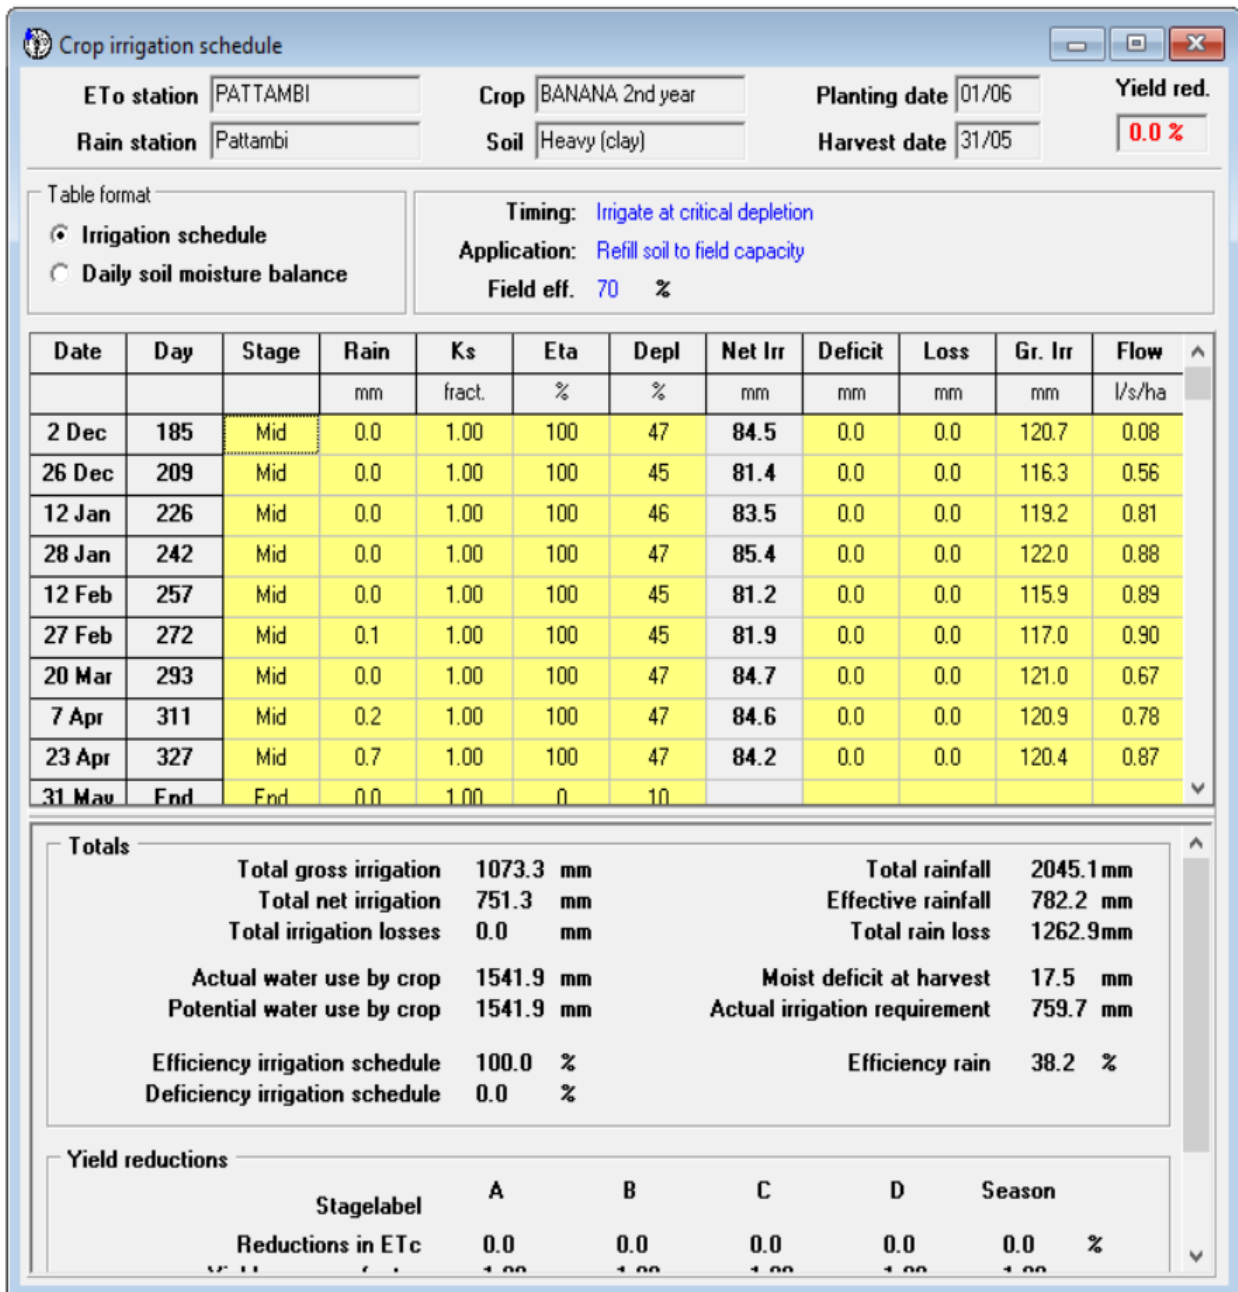 Crop irrigation schedule
ETo station PATTAMBI Crop BANANA 2nd year Planting date 01/06 Yield red.
Rain station Pattambi Soil Heavy (clay) Harvest date 31/05 0.0 %
Table format
Irrigation schedule
Daily soil moisture balance
Timing: Irrigate at critical depletion
Application: Refill soil to field capacity
Field eff. 70 %
Date Day Stage Rain Ks Eta Depl Net Irr Deficit Loss Gr. Irr Flow
mm fract. % % mm mm mm mm l/s/ha
2 Dec 185 Mid 0.0 1.00 100 47 84.5 0.0 0.0 120.7 0.08
26 Dec 209 Mid 0.0 1.00 100 45 81.4 0.0 0.0 116.3 0.56
12 Jan 226 Mid 0.0 1.00 100 46 83.5 0.0 0.0 119.2 0.81
28 Jan 242 Mid 0.0 1.00 100 47 85.4 0.0 0.0 122.0 0.88
12 Feb 257 Mid 0.0 1.00 100 45 81.2 0.0 0.0 115.9 0.89
27 Feb 272 Mid 0.1 1.00 100 45 81.9 0.0 0.0 117.0 0.90
20 Mar 293 Mid 0.0 1.00 100 47 84.7 0.0 0.0 121.0 0.67
7 Apr 311 Mid 0.2 1.00 100 47 84.6 0.0 0.0 120.9 0.78
23 Apr 327 Mid 0.7 1.00 100 47 84.2 0.0 0.0 120.4 0.87
31 May End End 0.0 1.00 0 10
Totals
Total gross irrigation 1073.3 mm Total rainfall 2045.1 mm
Total net irrigation 751.3 mm Effective rainfall 782.2 mm
Total irrigation losses 0.0 mm Total rain loss 1262.9 mm
Actual water use by crop 1541.9 mm Moist deficit at harvest 17.5 mm
Potential water use by crop 1541.9 mm Actual irrigation requirement 759.7 mm
Efficiency irrigation schedule 100.0 % Efficiency rain 38.2 %
Deficiency irrigation schedule 0.0 %
Yield reductions
Stagelabel A B C D Season
Reductions in ETc 0.0 0.0 0.0 0.0 0.0 %